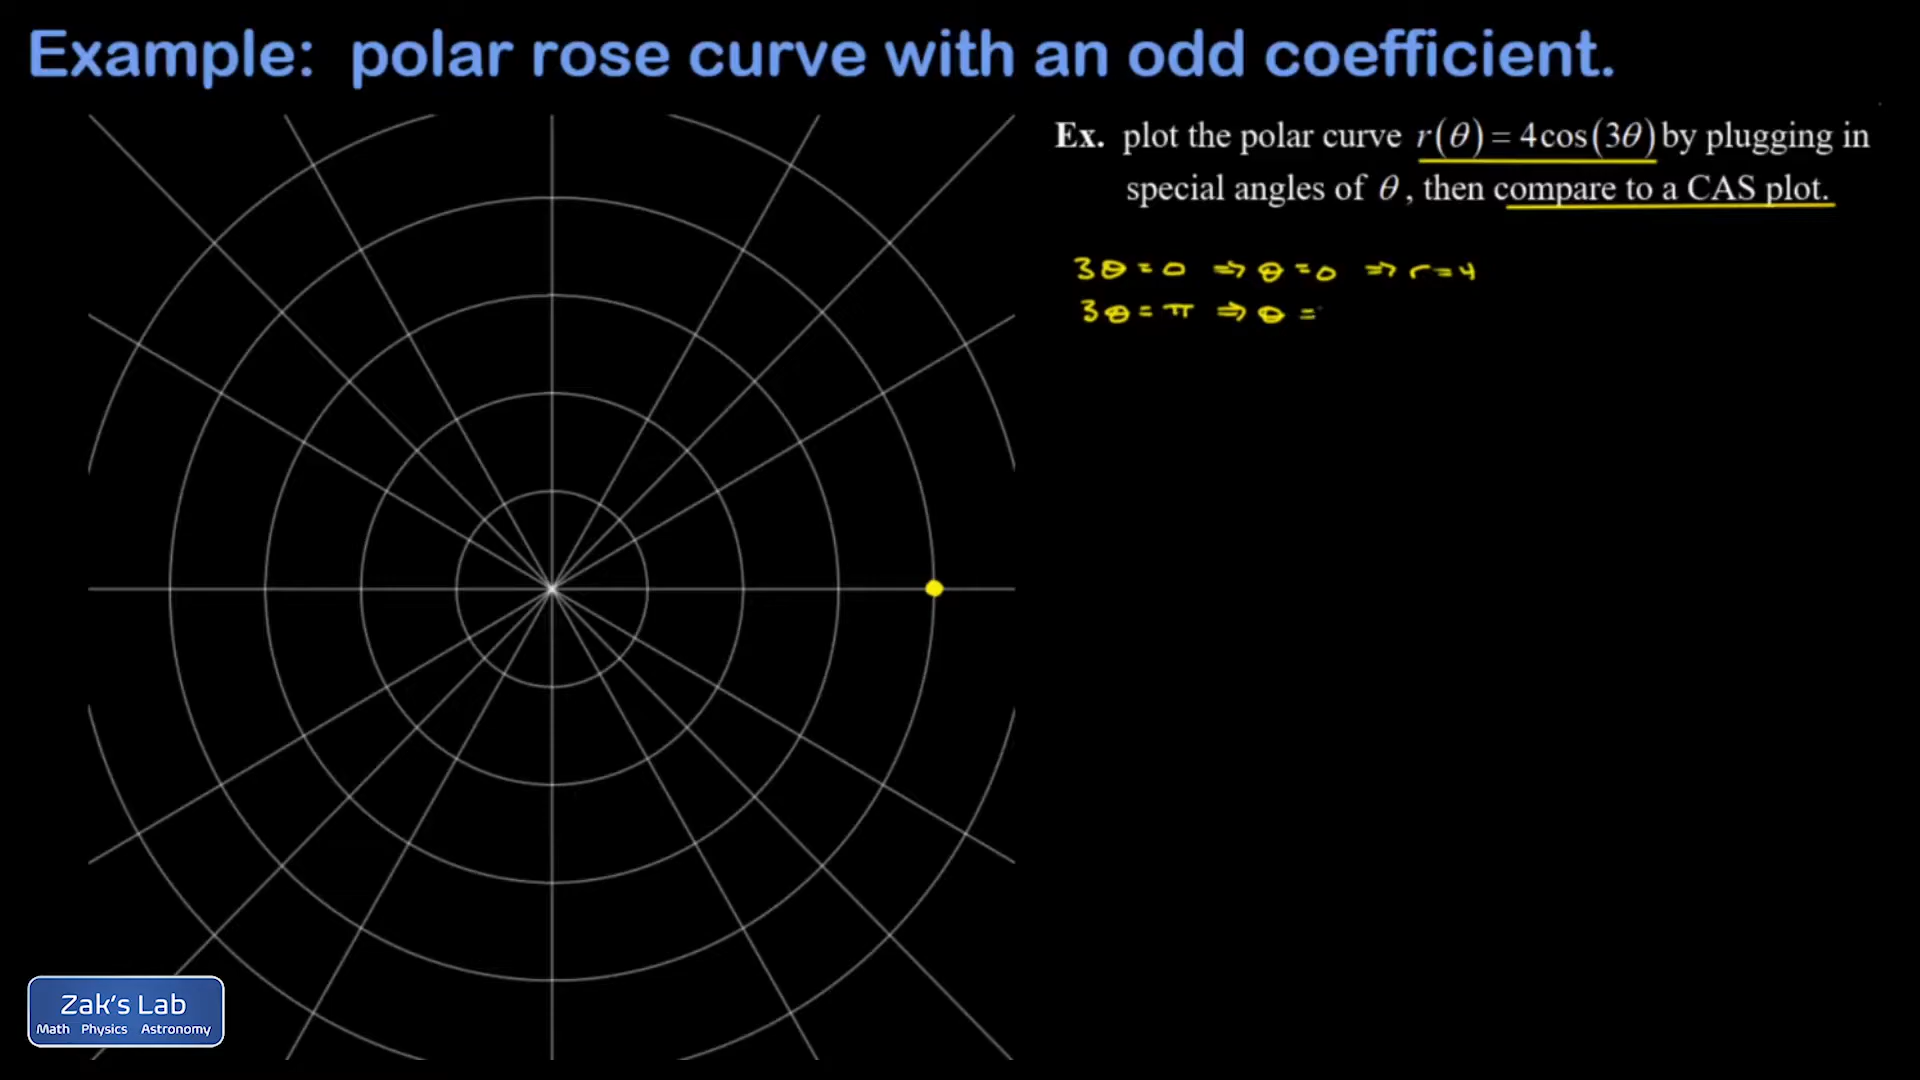 Example: polar rose curve with an odd coefficient.
Ex. plot the polar curve r(θ) = 4cos(3θ) by plugging in
special angles of θ, then compare to a CAS plot.
3θ = 0 ⇒ θ = 0 ⇒ r = 4
3θ = π ⇒ θ =
Zak's Lab
Math Physics Astronomy